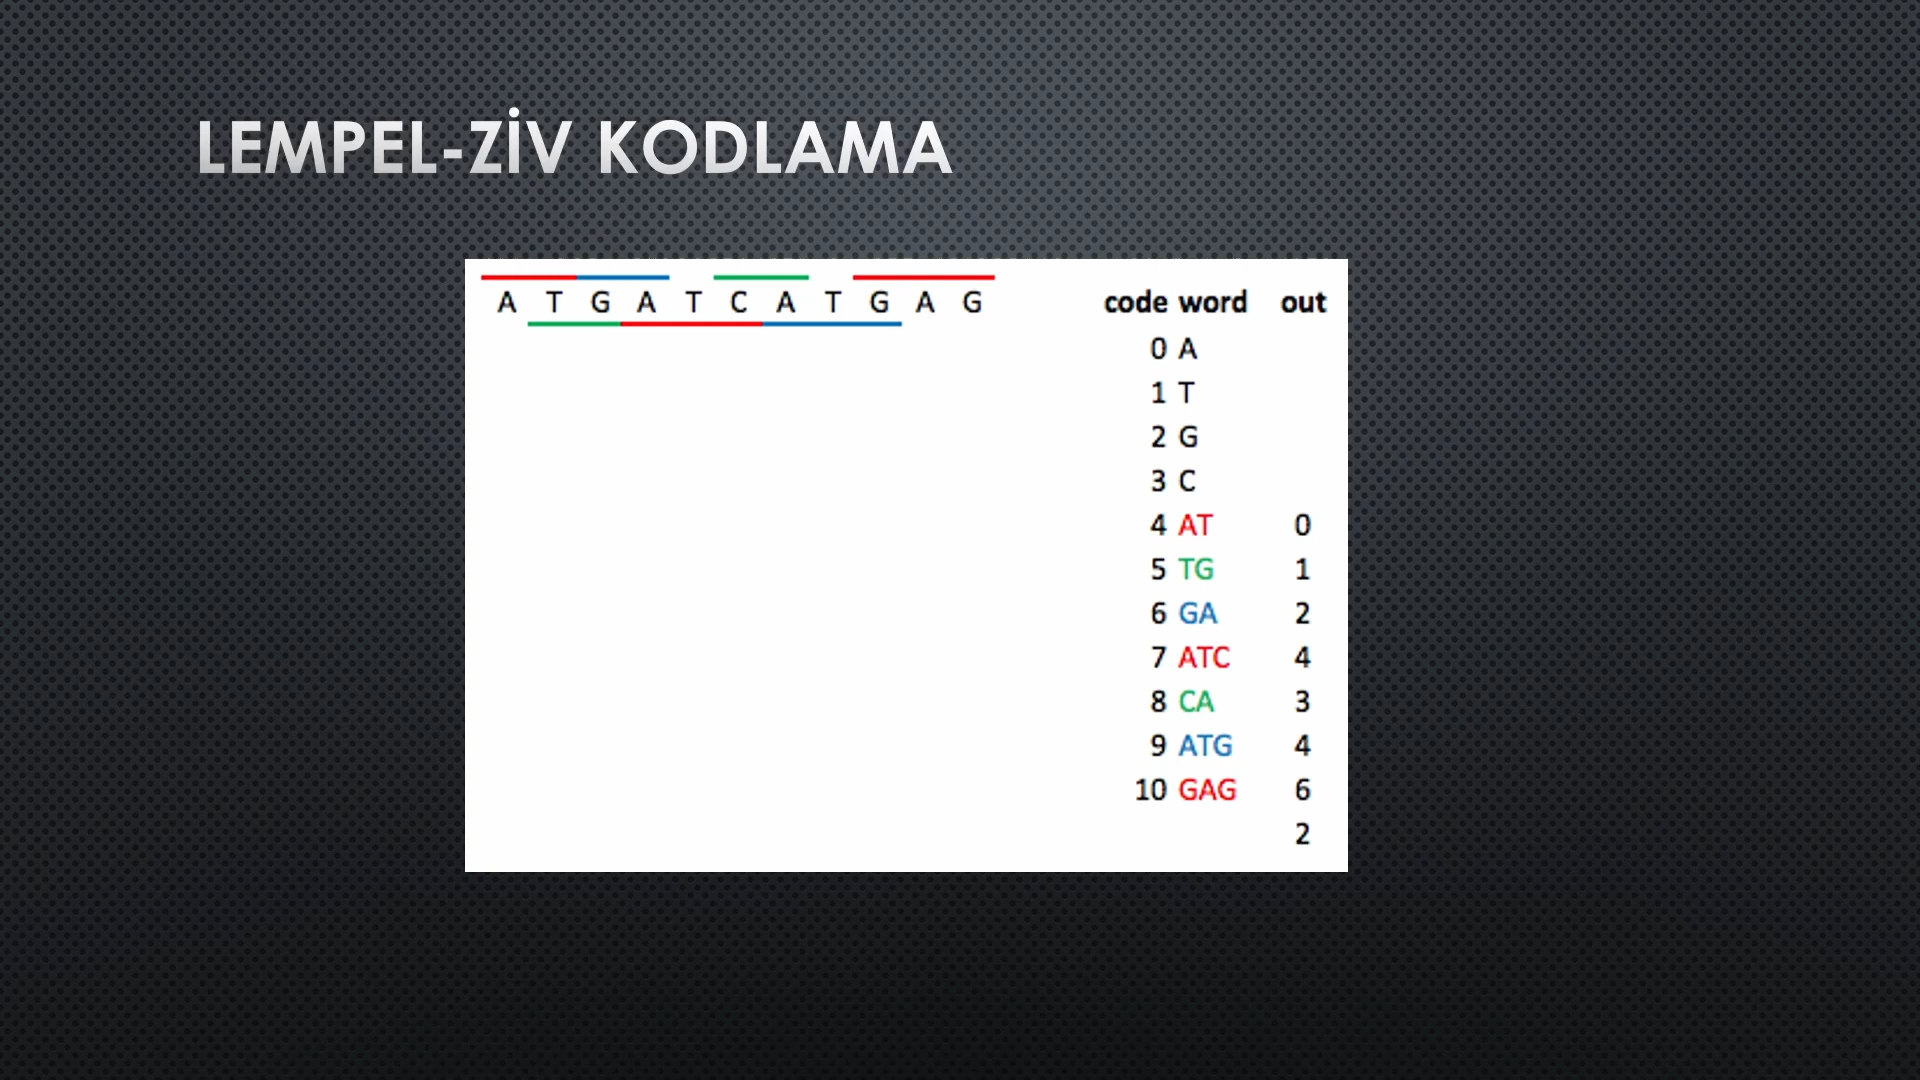 LEMPEL-ZİV KODLAMA
A T G A T C A T G A G
code word out
0 A
1 T
2 G
3 C
4 AT 0
5 TG 1
6 GA 2
7 ATC 4
8 CA 3
9 ATG 4
10 GAG 6
2